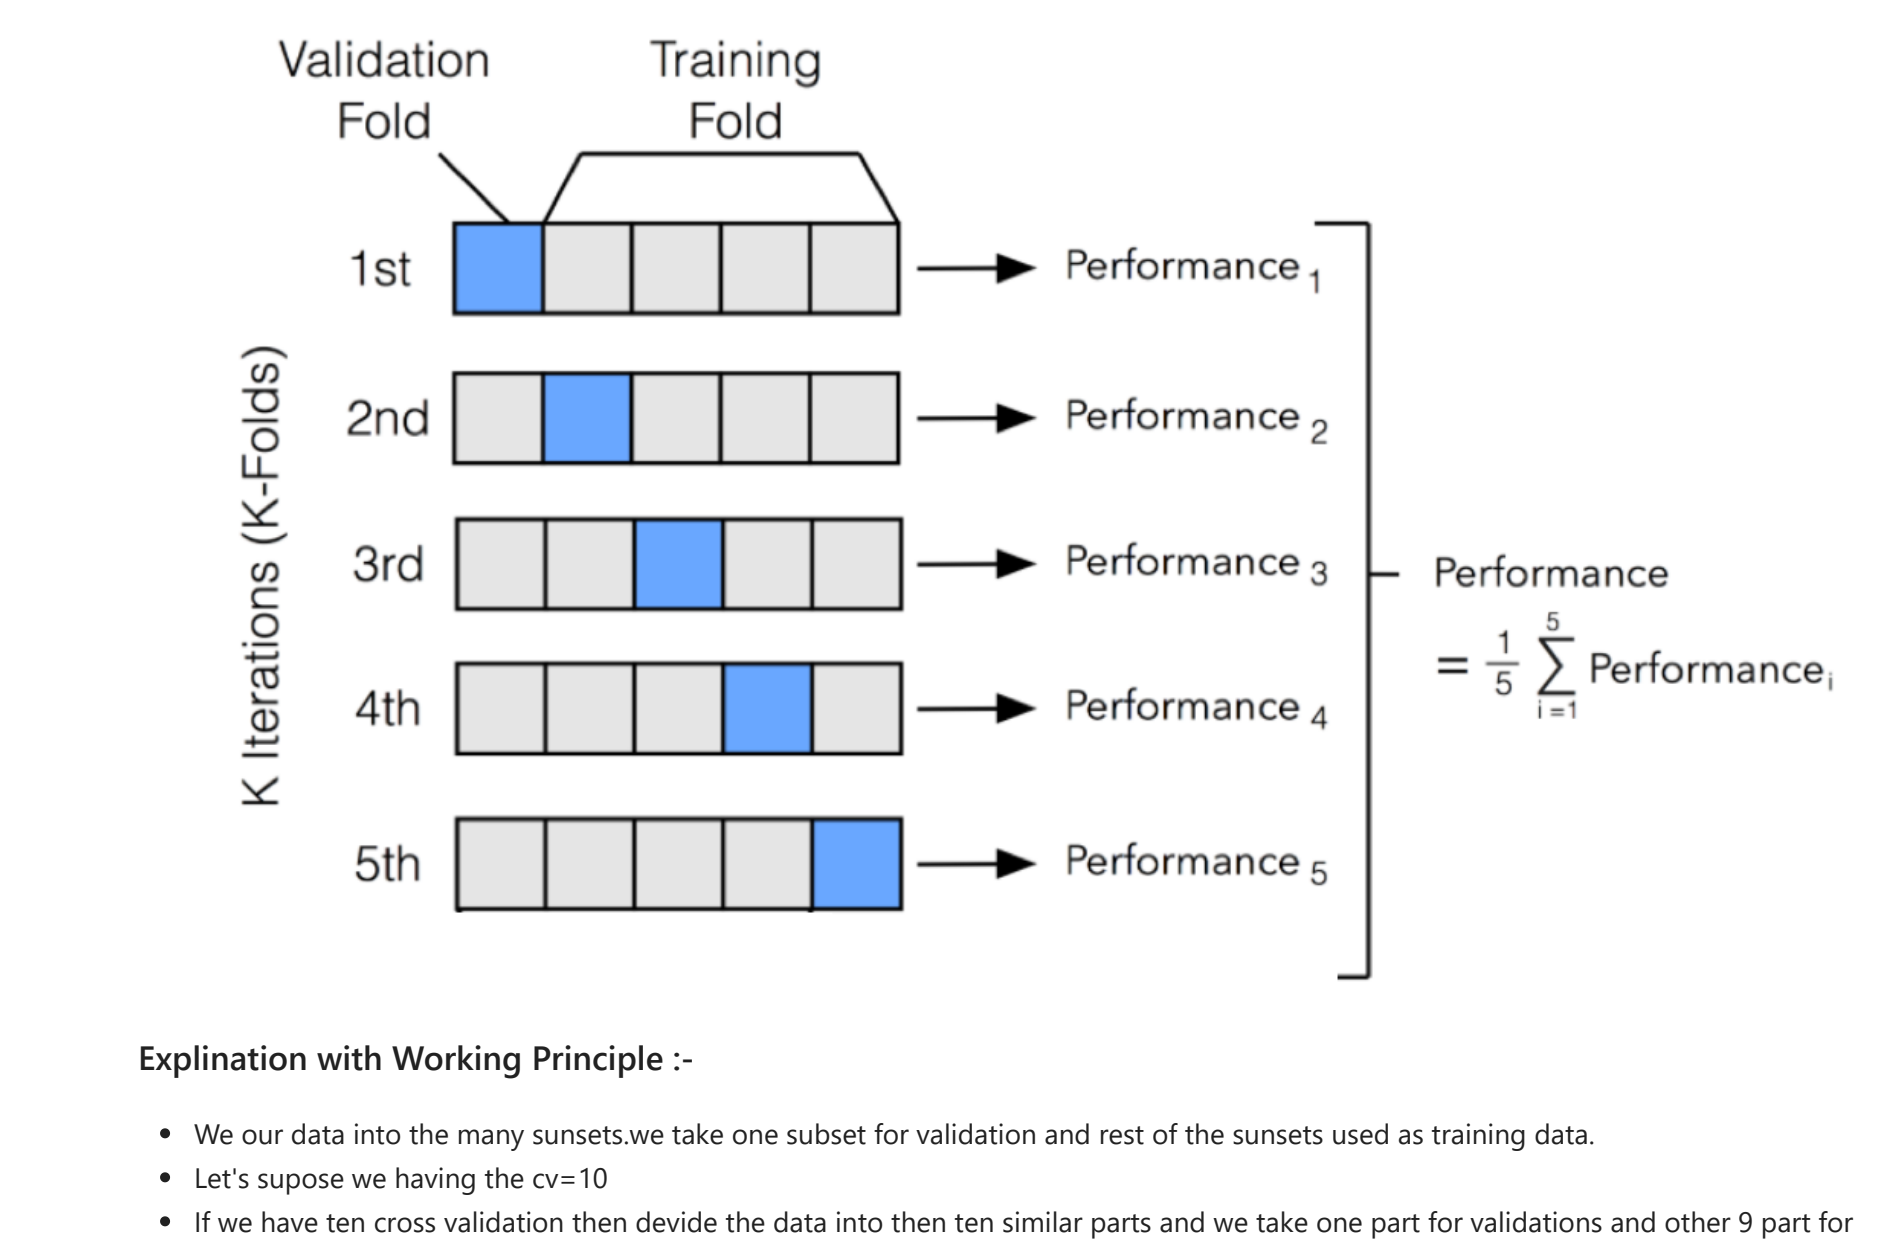 Validation Fold
Training Fold
K Iterations (K-Folds)
1st Performance 1
2nd Performance 2
3rd Performance 3
4th Performance 4
5th Performance 5
Performance
= 1/5 5 ∑ i=1 Performance i
Explination with Working Principle :-
• We our data into the many sunsets.we take one subset for validation and rest of the sunsets used as training data.
• Let's supose we having the cv=10
• If we have ten cross validation then devide the data into then ten similar parts and we take one part for validations and other 9 part for